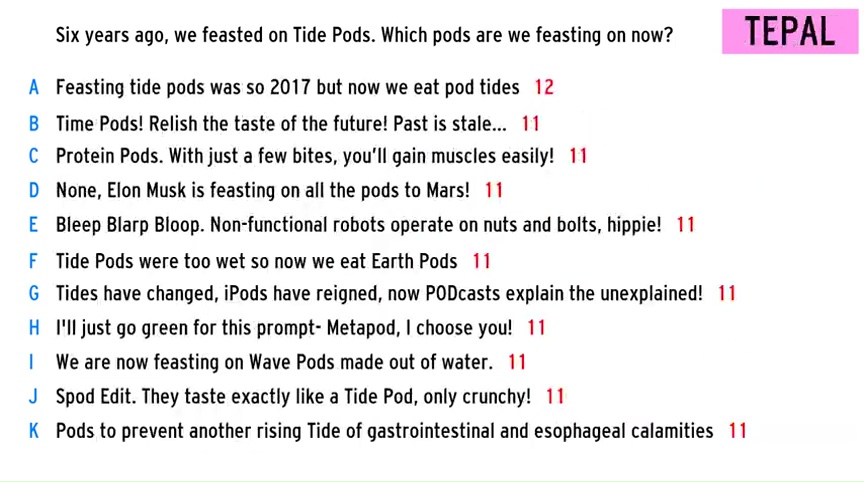 Six years ago, we feasted on Tide Pods. Which pods are we feasting on now?
TEPAL
A Feasting tide pods was so 2017 but now we eat pod tides 12
B Time Pods! Relish the taste of the future! Past is stale... 11
C Protein Pods. With just a few bites, you'll gain muscles easily! 11
D None, Elon Musk is feasting on all the pods to Mars! 11
E Bleep Blarp Bloop. Non-functional robots operate on nuts and bolts, hippie! 11
F Tide Pods were too wet so now we eat Earth Pods 11
G Tides have changed, iPods have reigned, now PODcasts explain the unexplained! 11
H I'll just go green for this prompt- Metapod, I choose you! 11
I We are now feasting on Wave Pods made out of water. 11
J Spod Edit. They taste exactly like a Tide Pod, only crunchy! 11
K Pods to prevent another rising Tide of gastrointestinal and esophageal calamities 11